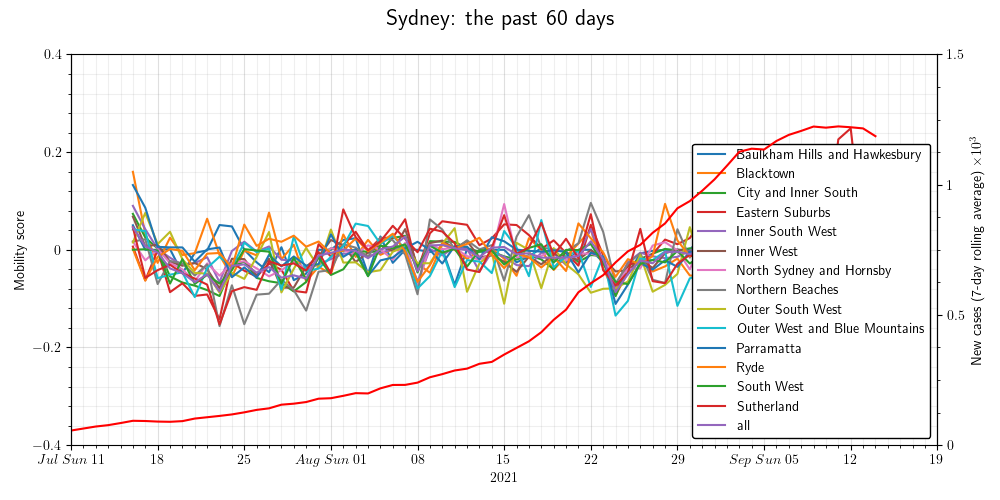 Sydney: the past 60 days
Mobility score
0.4
0.2
0
−0.2
−0.4
1.5
1
0.5
0
New cases (7-day rolling average) ×10³
Baulkham Hills and Hawkesbury
Blacktown
City and Inner South
Eastern Suburbs
Inner South West
Inner West
North Sydney and Hornsby
Northern Beaches
Outer South West
Outer West and Blue Mountains
Parramatta
Ryde
South West
Sutherland
all
Jul Sun 11 18 25 Aug Sun 01 08 15 22 29 Sep Sun 05 12 19
2021